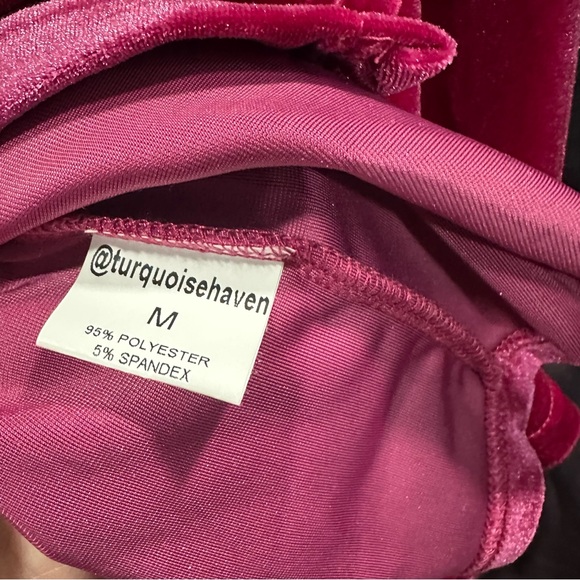 @turquoisehaven
M
95% POLYESTER
5% SPANDEX